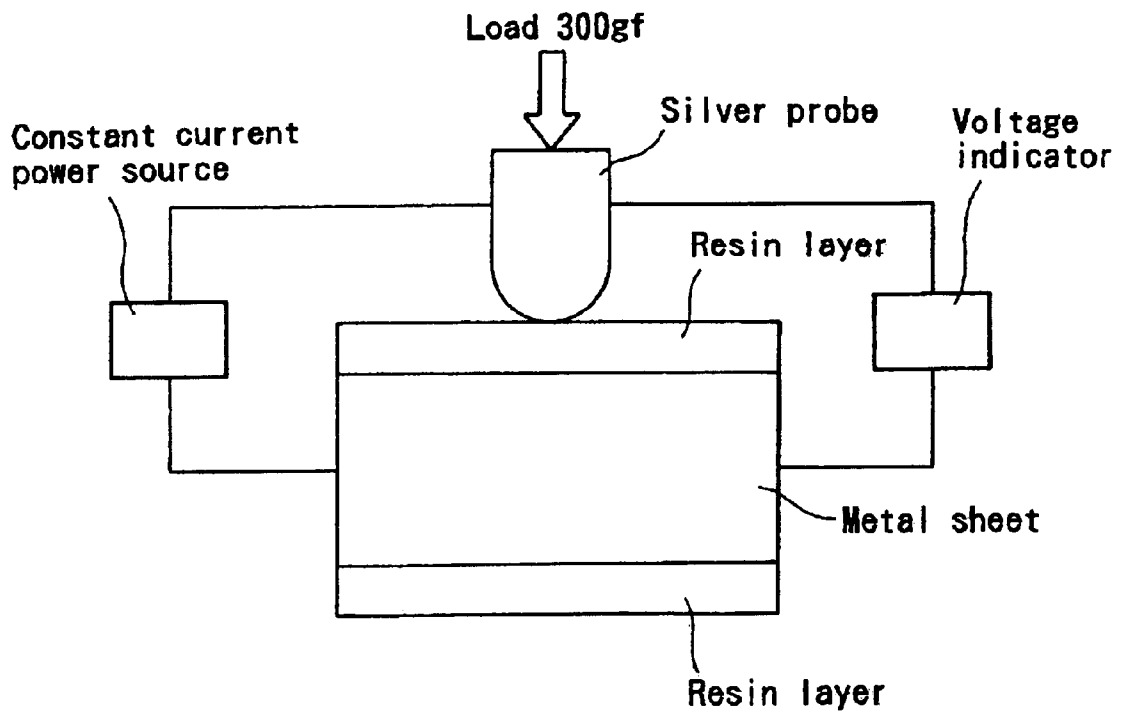 Load 300gf
Silver probe
Constant current
power source
Voltage
indicator
Resin layer
Metal sheet
Resin layer